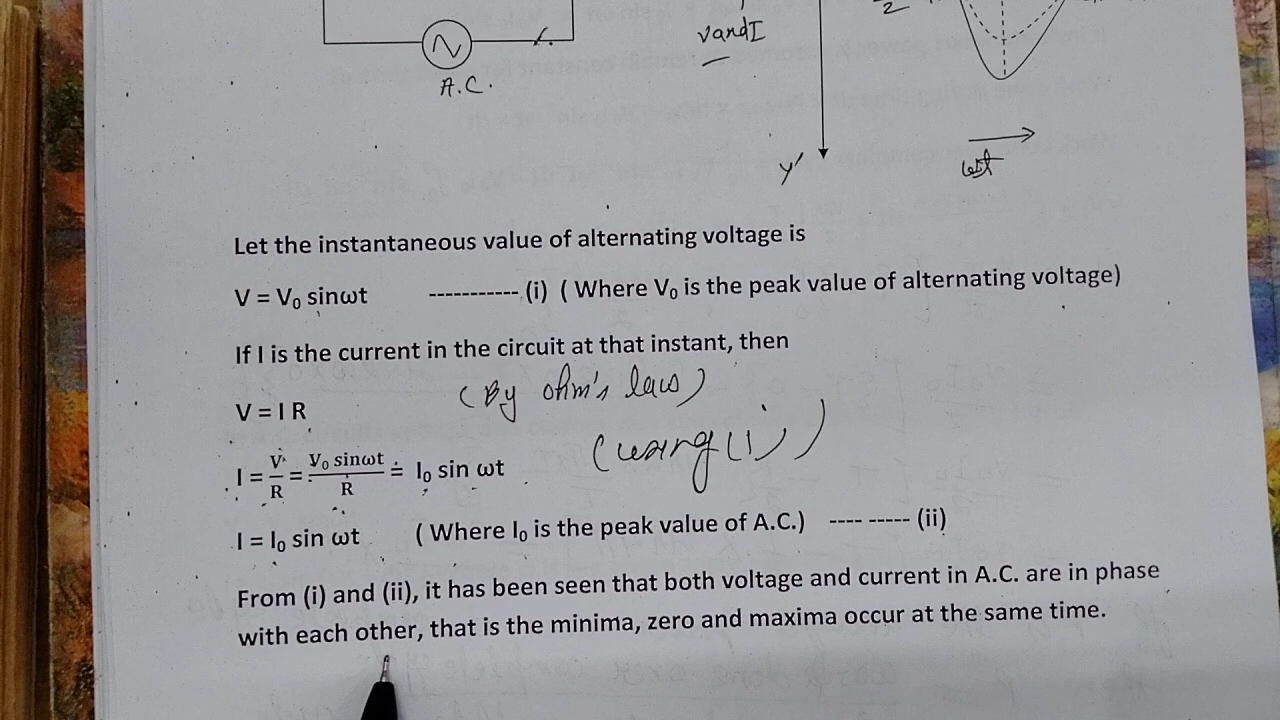 A.C.
V and I
2
y'
ωt
Let the instantaneous value of alternating voltage is
V = V₀ sinωt ----------- (i) ( Where V₀ is the peak value of alternating voltage)
If I is the current in the circuit at that instant, then
(By ohm's law)
V = I R
(using (i))
I = V/R = V₀ sinωt/R = I₀ sin ωt
I = I₀ sin ωt ( Where I₀ is the peak value of A.C.) ---- ----- (ii)
From (i) and (ii), it has been seen that both voltage and current in A.C. are in phase
with each other, that is the minima, zero and maxima occur at the same time.